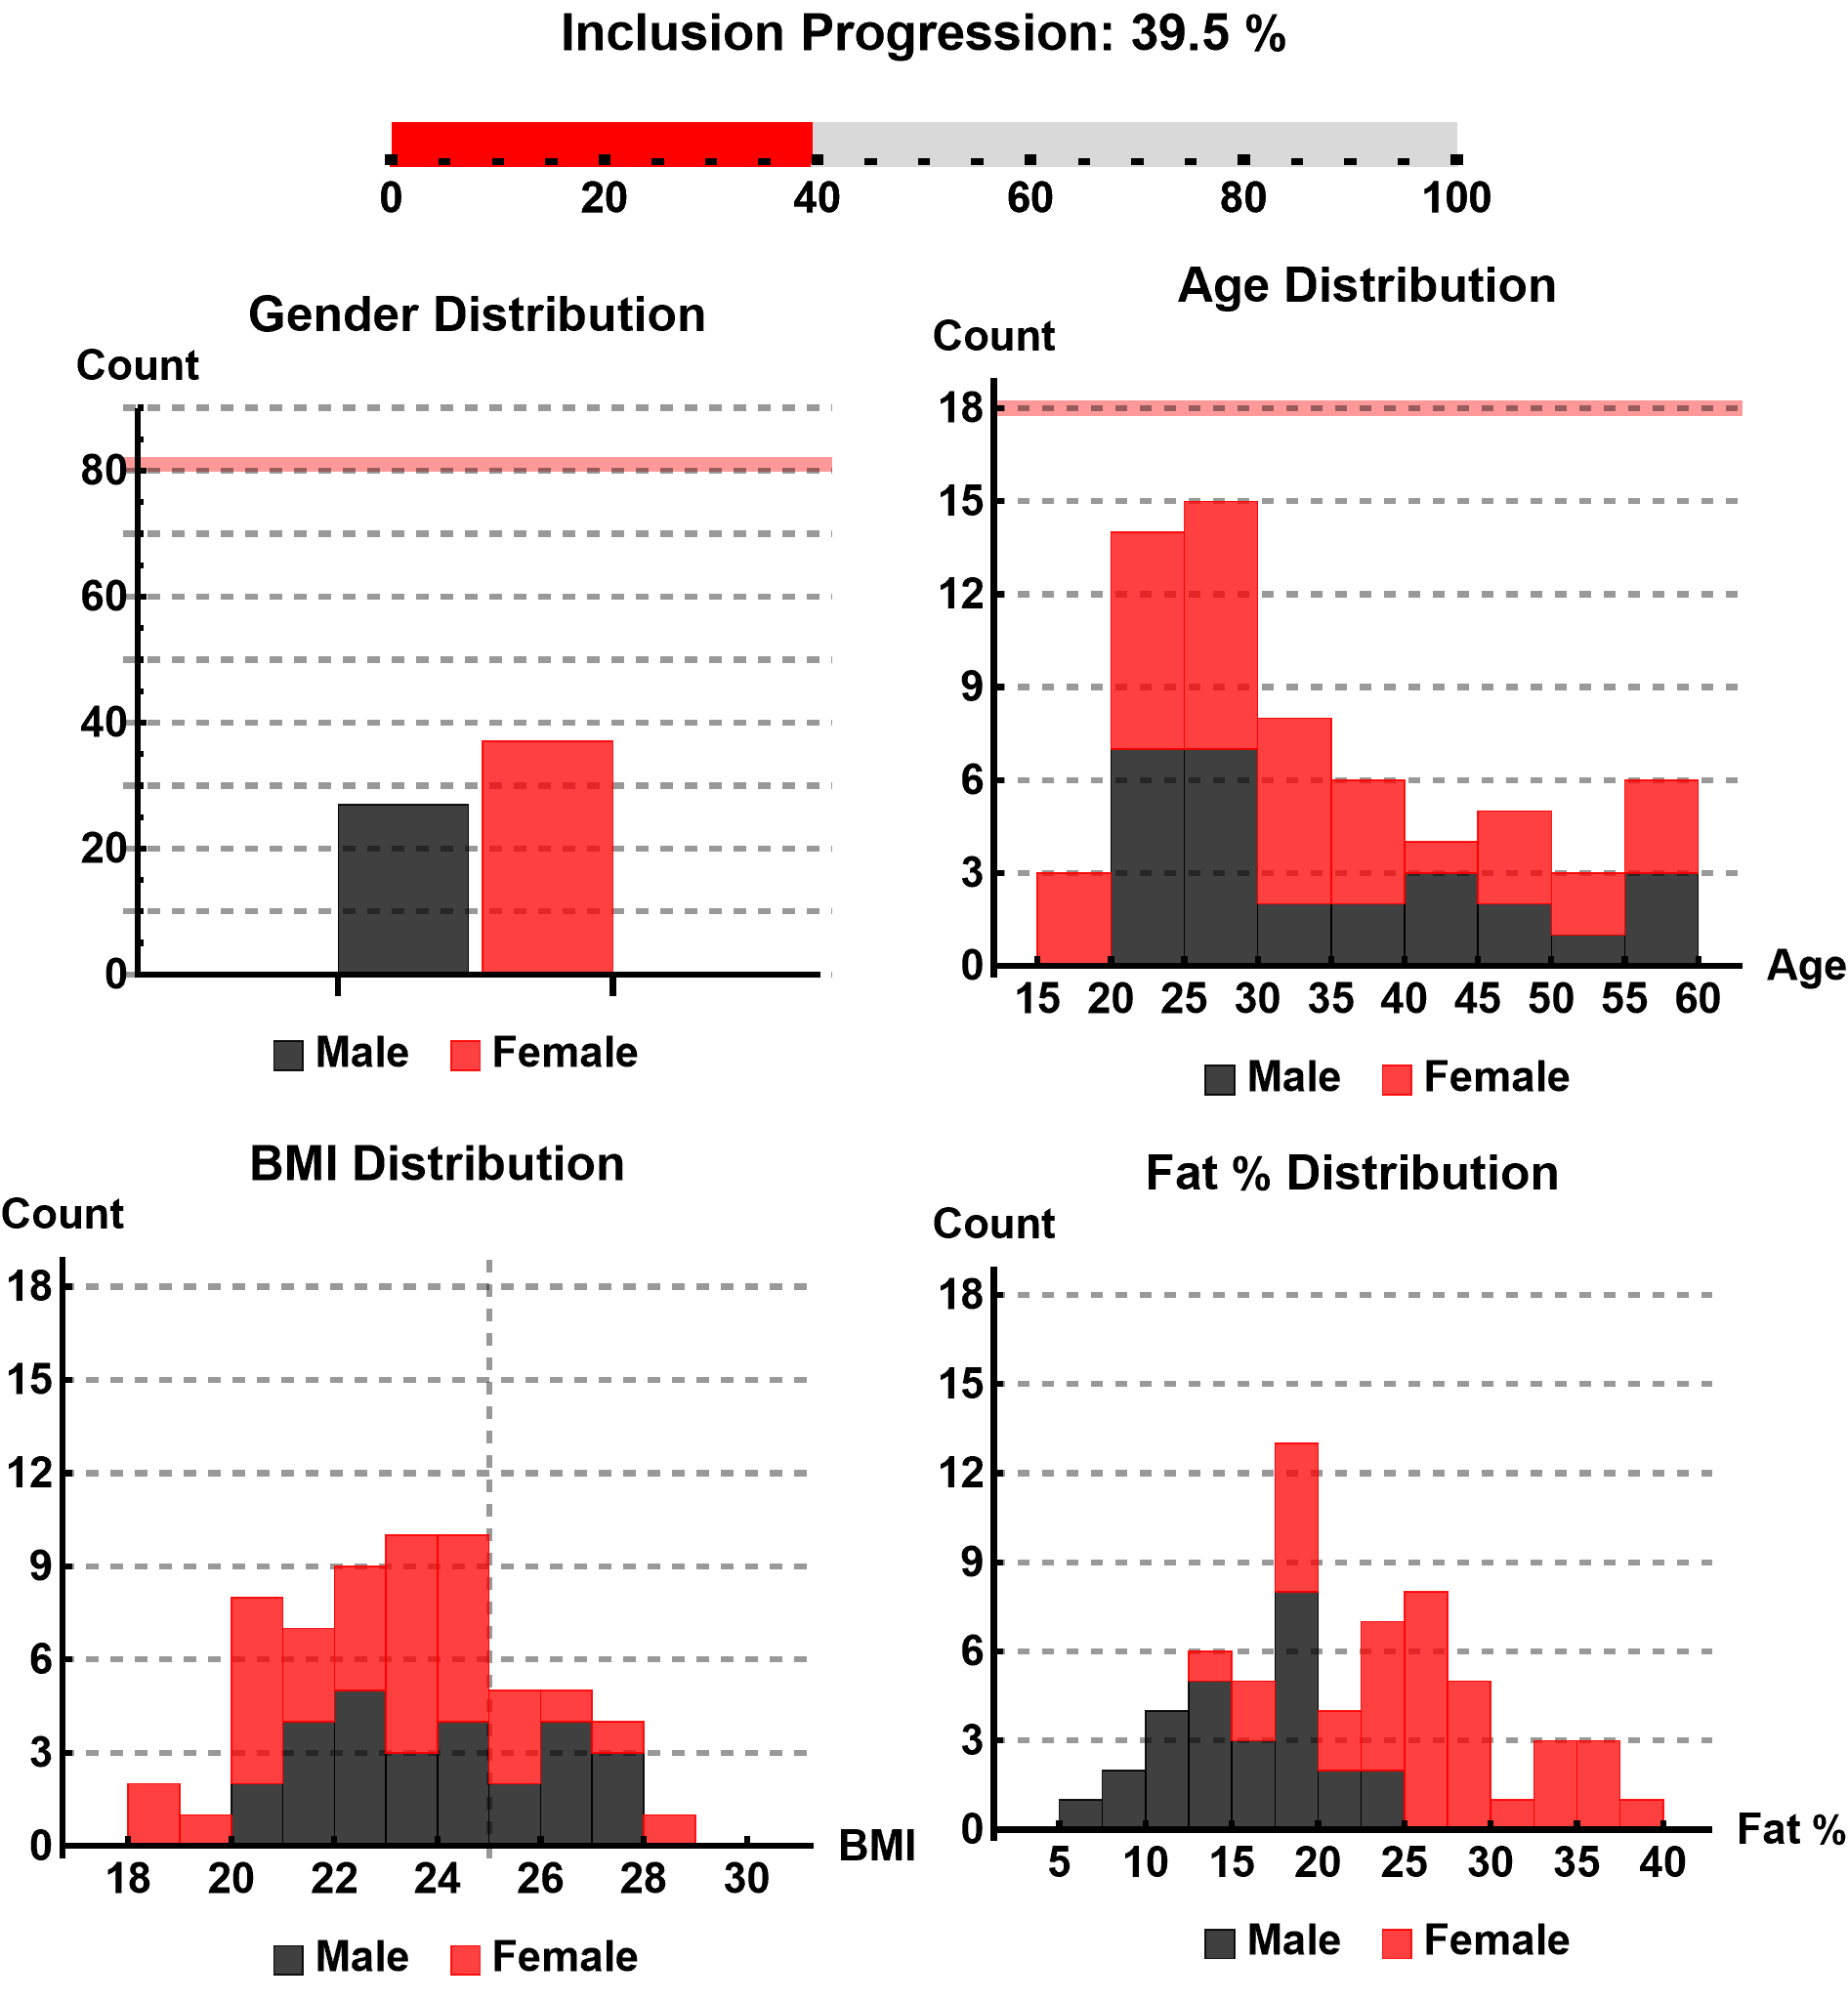 Inclusion Progression: 39.5 %
0 20 40 60 80 100
Gender Distribution
Count
80
60
40
20
0
Male Female
Age Distribution
Count
18
15
12
9
6
3
0
15 20 25 30 35 40 45 50 55 60
Age
Male Female
BMI Distribution
Count
18
15
12
9
6
3
0
18 20 22 24 26 28 30
BMI
Male Female
Fat % Distribution
Count
18
15
12
9
6
3
0
5 10 15 20 25 30 35 40
Fat %
Male Female